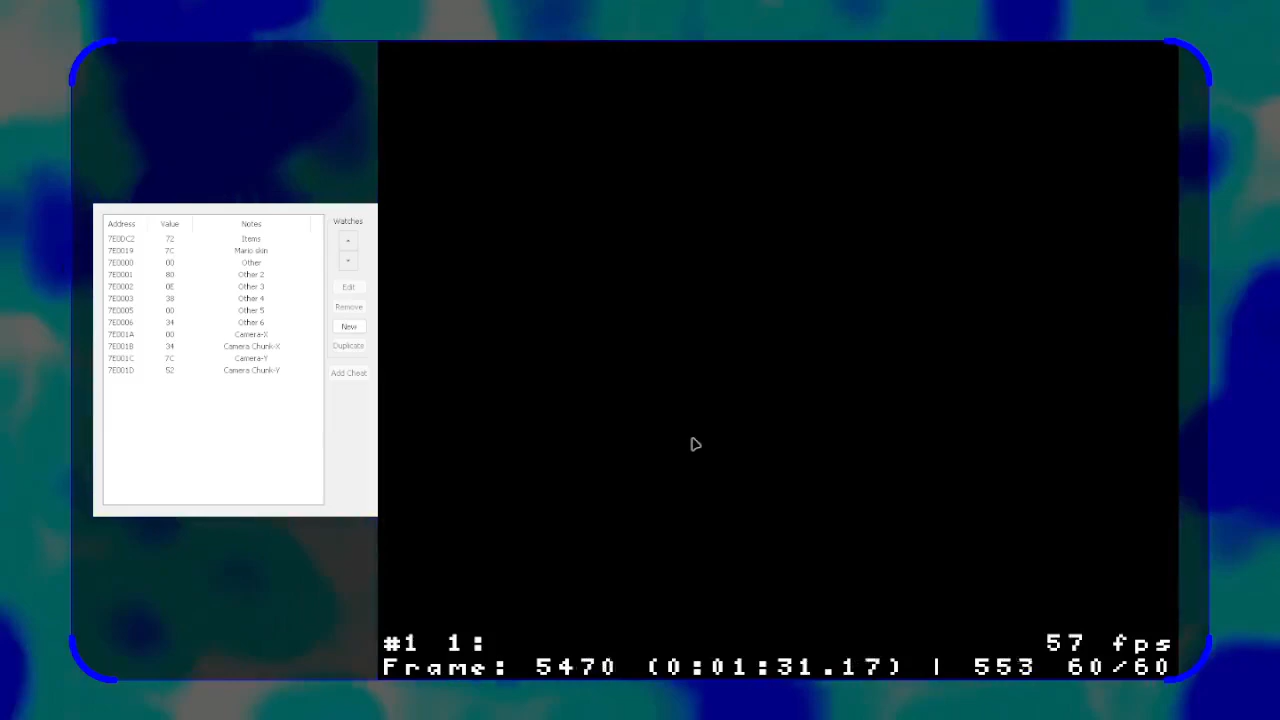 Address Value Notes
Watches
7E0DC2 72 Items
7E0019 7C Mario skin
7E0000 00 Other
7E0001 80 Other 2
7E0002 0E Other 3
7E0003 38 Other 4
7E0005 00 Other 5
7E0006 34 Other 6
7E001A 00 Camera-X
7E001B 34 Camera Chunk-X
7E001C 7C Camera-Y
7E001D 52 Camera Chunk-Y
Edit
Remove
New
Duplicate
Add Cheat
#1 1: 57 fps
Frame: 5470 (0:01:31.17) | 553 60/60